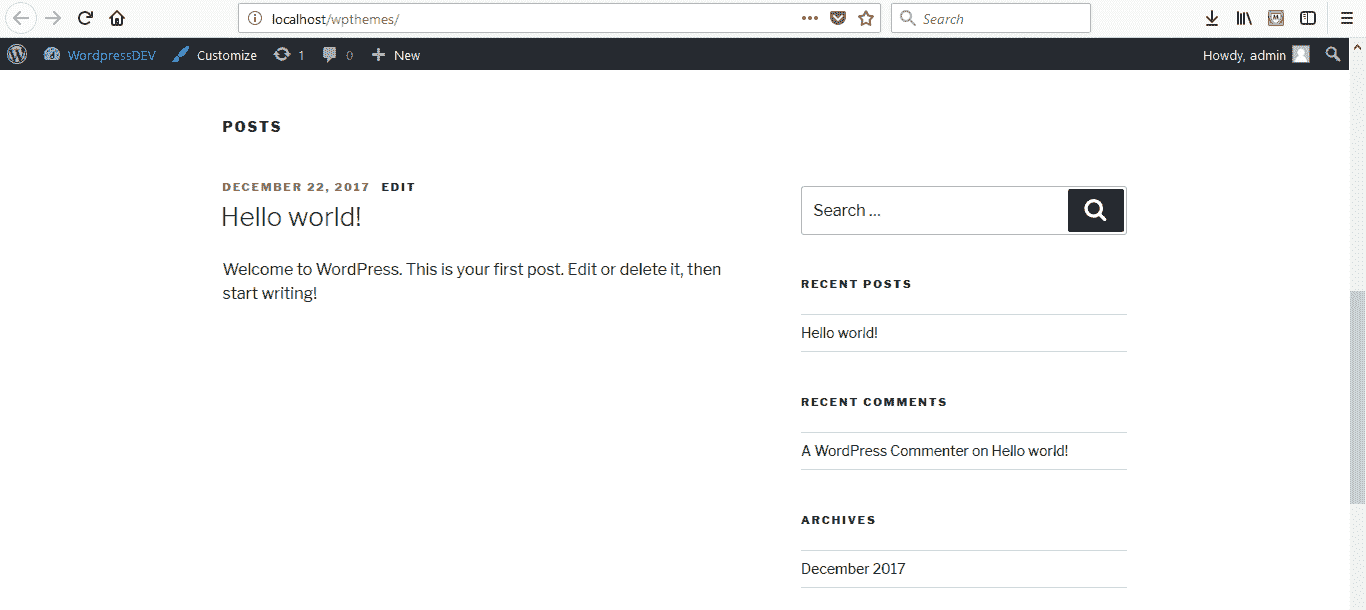 localhost/wpthemes/
Search
WordpressDEV Customize 1 0 New Howdy, admin
POSTS
DECEMBER 22, 2017 EDIT
Hello world!
Welcome to WordPress. This is your first post. Edit or delete it, then
start writing!
Search …
RECENT POSTS
Hello world!
RECENT COMMENTS
A WordPress Commenter on Hello world!
ARCHIVES
December 2017